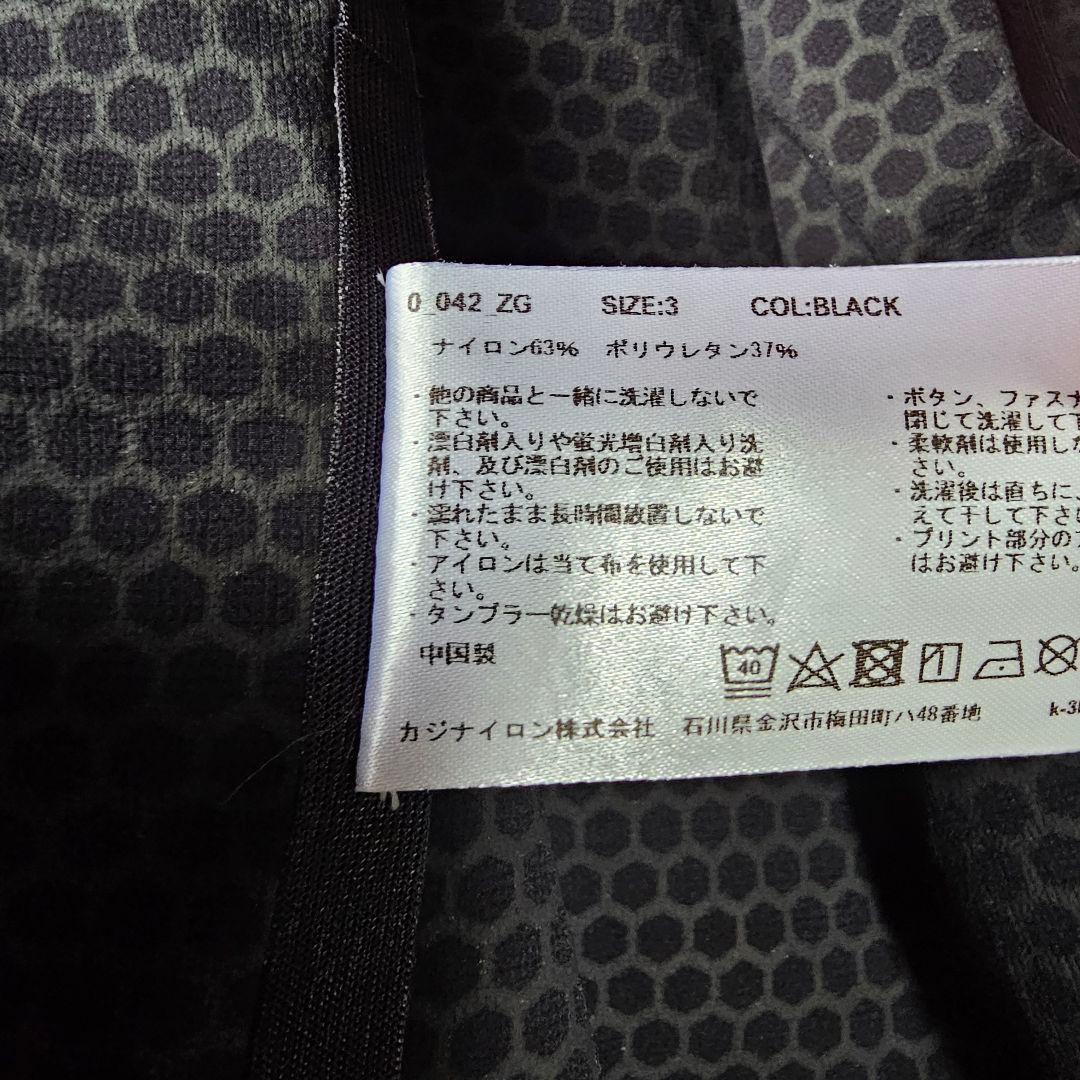 0_042_ZG SIZE:3 COL:BLACK
ナイロン63% ポリウレタン37%
・他の商品と一緒に洗濯しないで
下さい。
・漂白剤入りや蛍光増白剤入り洗
剤、及び漂白剤のご使用はお避
け下さい。
・濡れたまま長時間放置しないで
下さい。
・アイロンは当て布を使用して下
さい。
・タンブラー乾燥はお避け下さい。
・ボタン、ファスナ
閉じて洗濯して下
・柔軟剤は使用しな
さい。
・洗濯後は直ちに、
えて干して下さい
・プリント部分のア
はお避け下さい。
中国製
40
カジナイロン株式会社 石川県金沢市梅田町ハ48番地